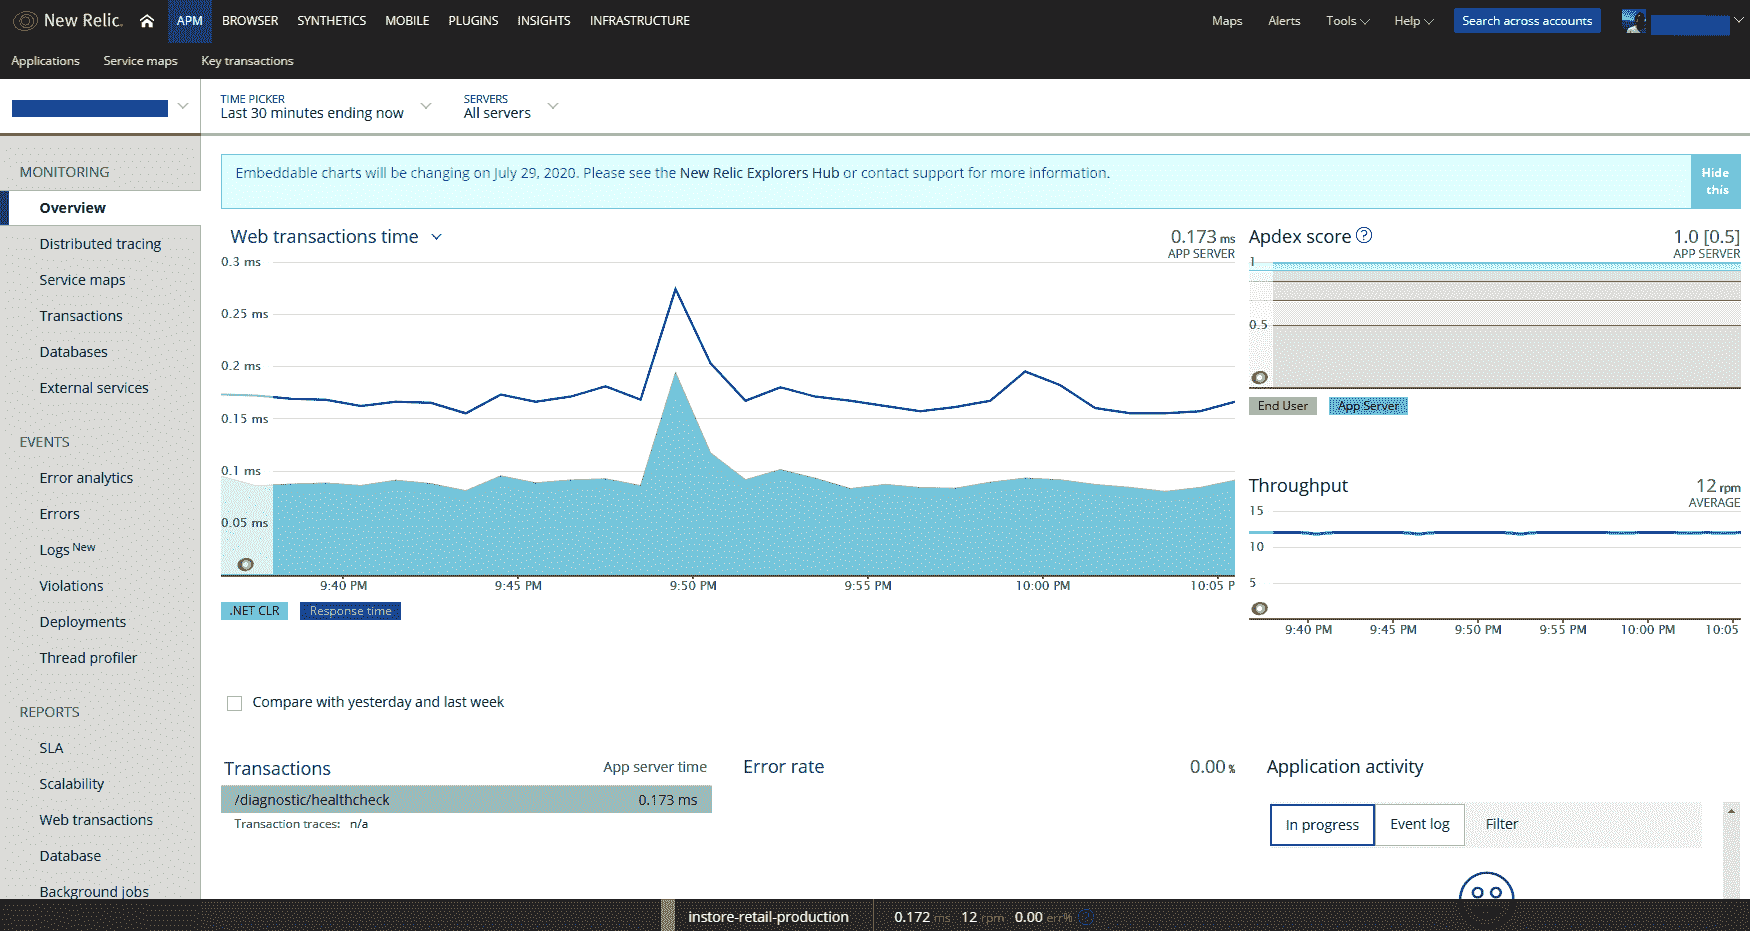 New Relic.
APM
BROWSER
SYNTHETICS
MOBILE
PLUGINS
INSIGHTS
INFRASTRUCTURE
Maps
Alerts
Tools
Help
Search across accounts
Applications
Service maps
Key transactions
TIME PICKER
Last 30 minutes ending now
SERVERS
All servers
MONITORING
Overview
Distributed tracing
Service maps
Transactions
Databases
External services
EVENTS
Error analytics
Errors
Logs New
Violations
Deployments
Thread profiler
REPORTS
SLA
Scalability
Web transactions
Database
Background jobs
Embeddable charts will be changing on July 29, 2020. Please see the New Relic Explorers Hub or contact support for more information.
Hide
this
Web transactions time
0.173 ms
APP SERVER
0.3 ms
0.25 ms
0.2 ms
0.15 ms
0.1 ms
0.05 ms
9:40 PM
9:45 PM
9:50 PM
9:55 PM
10:00 PM
10:05 P
.NET CLR
Response time
Compare with yesterday and last week
Apdex score ?
1.0 [0.5]
APP SERVER
1
0.5
End User
App Server
Throughput
12 rpm
AVERAGE
15
10
5
9:40 PM
9:45 PM
9:50 PM
9:55 PM
10:00 PM
10:05
Transactions
App server time
/diagnostic/healthcheck
0.173 ms
Transaction traces: n/a
Error rate
0.00 %
Application activity
In progress
Event log
Filter
instore-retail-production
0.172 ms 12 rpm 0.00 err%